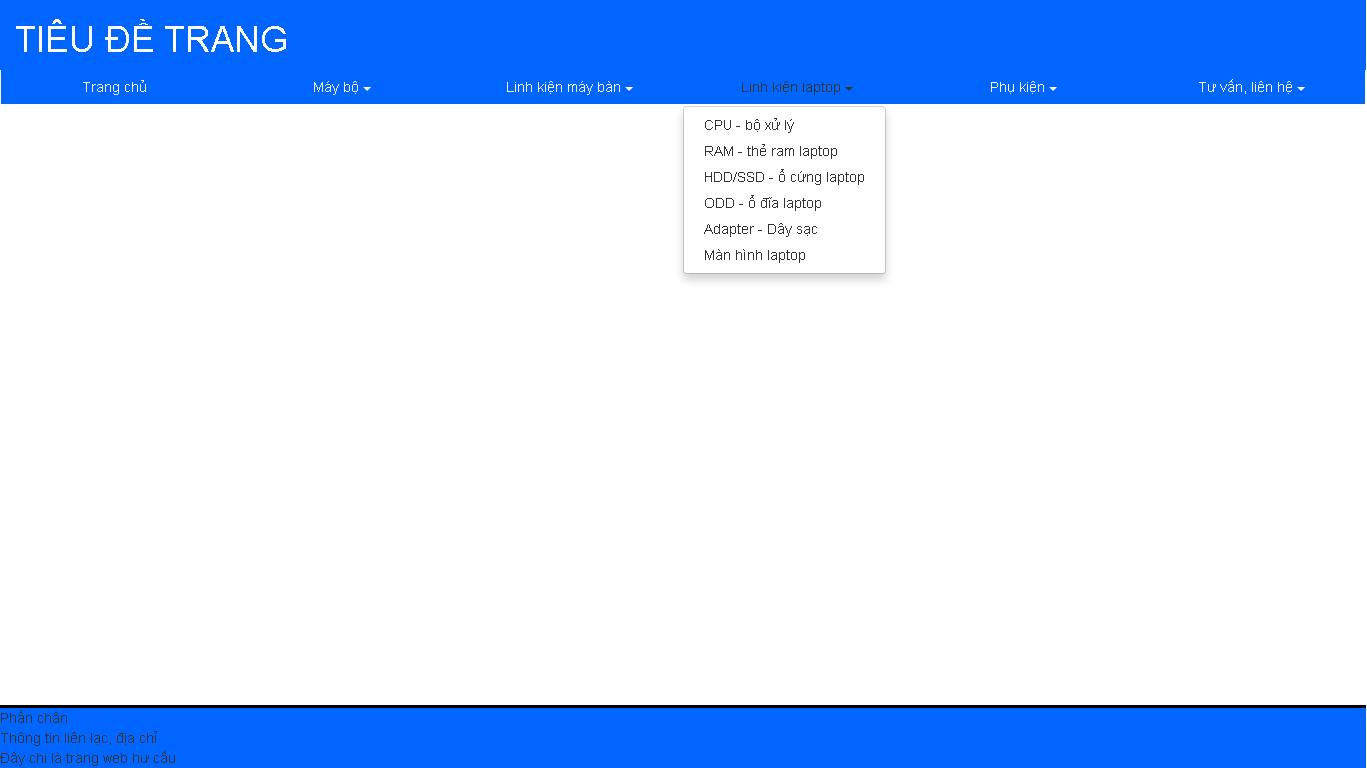 TIÊU ĐỀ TRANG
Trang chủ Máy bộ Linh kiện máy bàn Linh kiện laptop Phụ kiện Tư vấn, liên hệ
CPU - bộ xử lý
RAM - thẻ ram laptop
HDD/SSD - ổ cứng laptop
ODD - ổ đĩa laptop
Adapter - Dây sạc
Màn hình laptop
Phần chân
Thông tin liên lạc, địa chỉ
Đây chỉ là trang web hư cấu